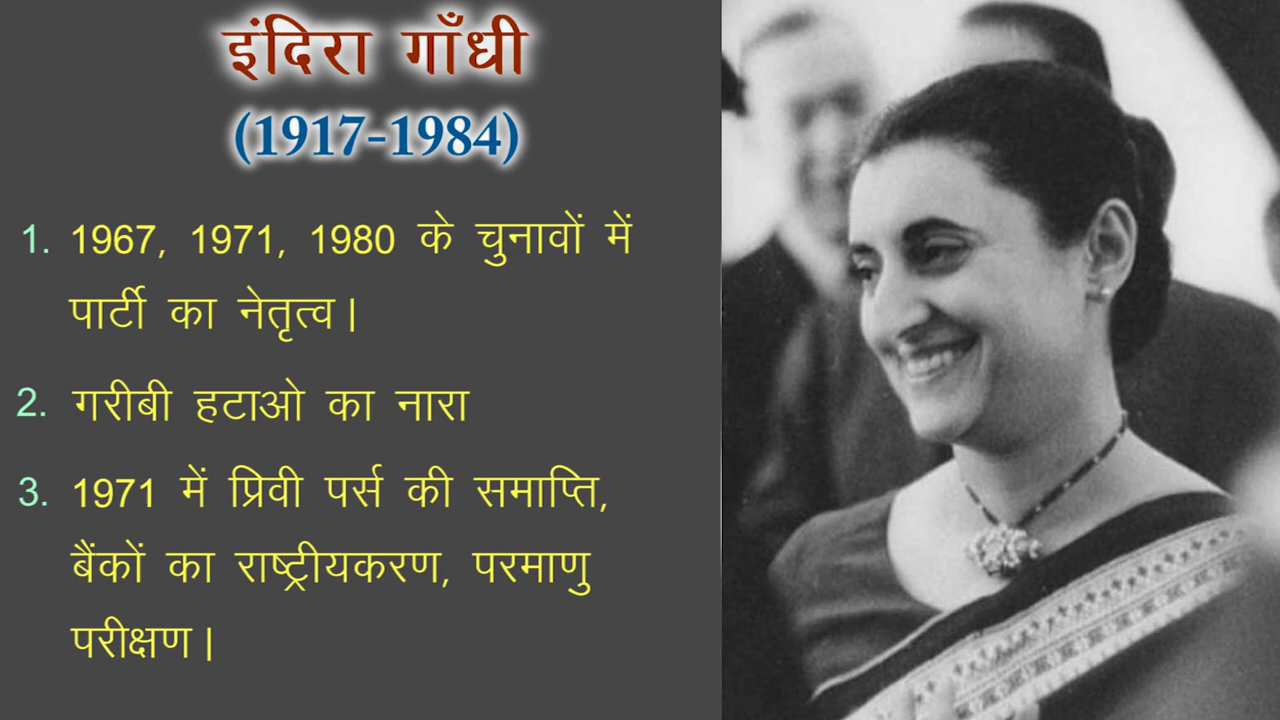 इंदिरा गाँधी
(1917-1984)
1. 1967, 1971, 1980 के चुनावों में
पार्टी का नेतृत्व।
2. गरीबी हटाओ का नारा
3. 1971 में प्रिवी पर्स की समाप्ति,
बैंकों का राष्ट्रीयकरण, परमाणु
परीक्षण।